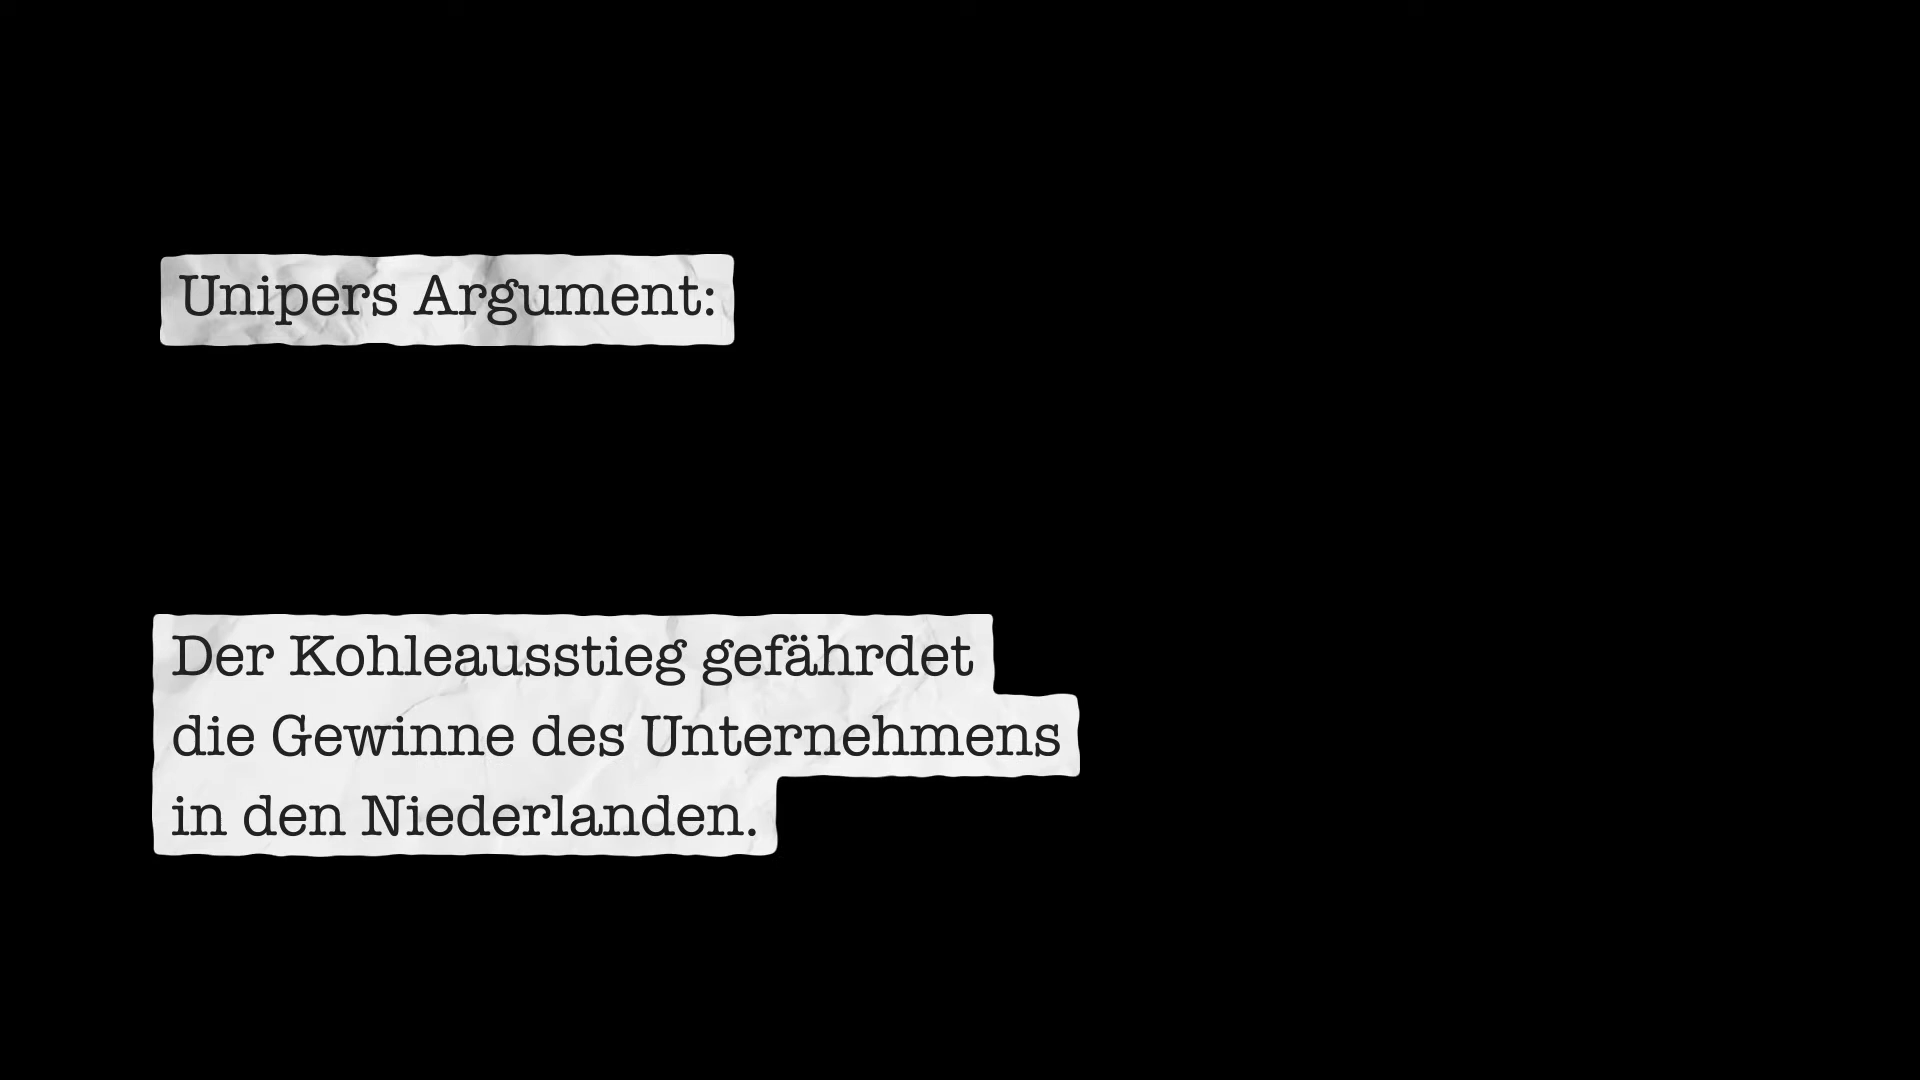 Unipers Argument:
Der Kohleausstieg gefährdet
die Gewinne des Unternehmens
in den Niederlanden.